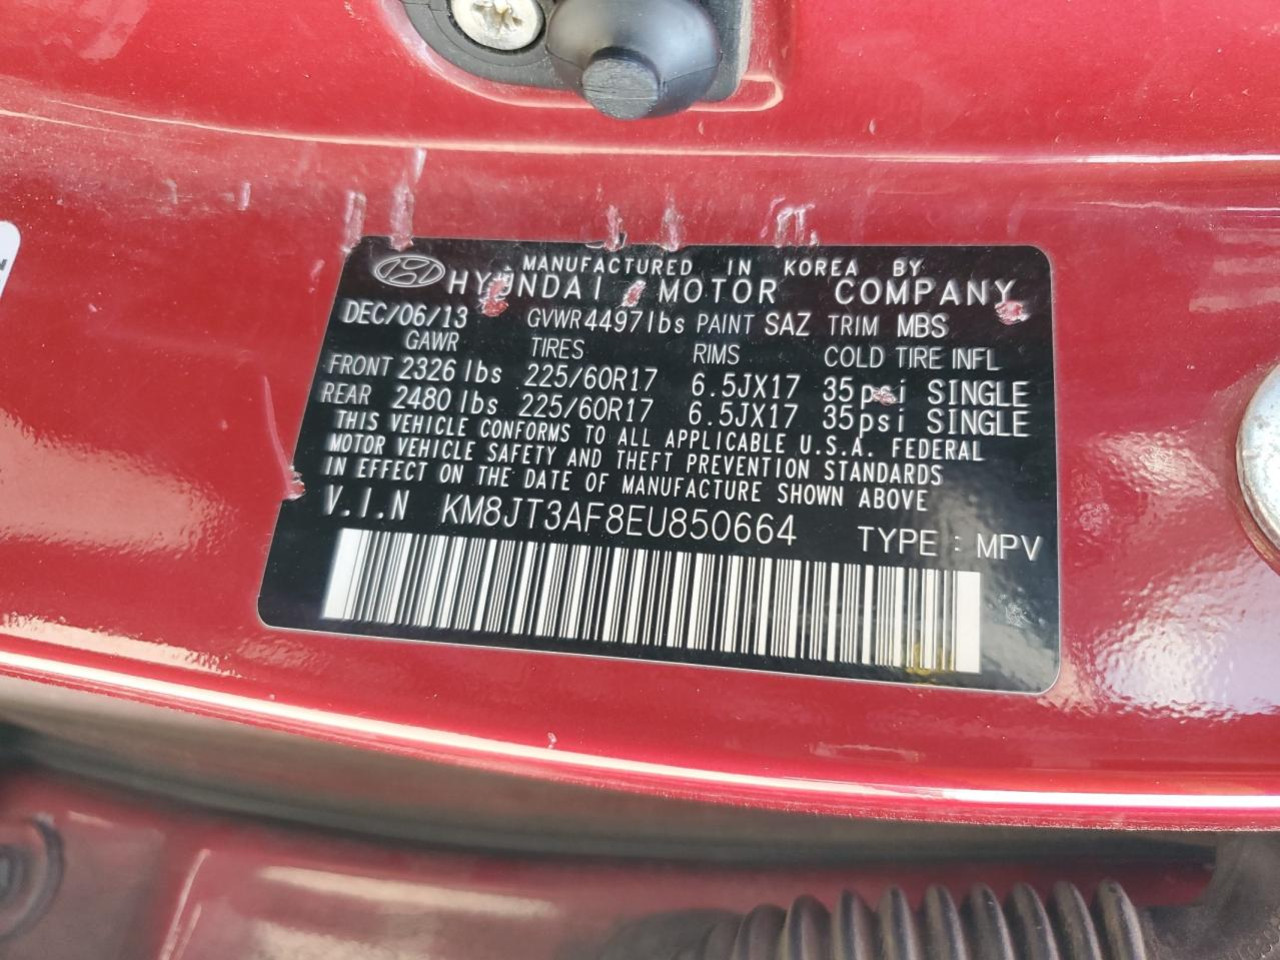 MANUFACTURED IN KOREA BY
HYUNDAI MOTOR COMPANY
DEC/06/13 GVWR 4497lbs PAINT SAZ TRIM MBS
GAWR TIRES RIMS COLD TIRE INFL
FRONT 2326 lbs 225/60R17 6.5JX17 35psi SINGLE
REAR 2480 lbs 225/60R17 6.5JX17 35psi SINGLE
THIS VEHICLE CONFORMS TO ALL APPLICABLE U.S.A. FEDERAL
MOTOR VEHICLE SAFETY AND THEFT PREVENTION STANDARDS
IN EFFECT ON THE DATE OF MANUFACTURE SHOWN ABOVE
V.I.N KM8JT3AF8EU850664 TYPE : MPV